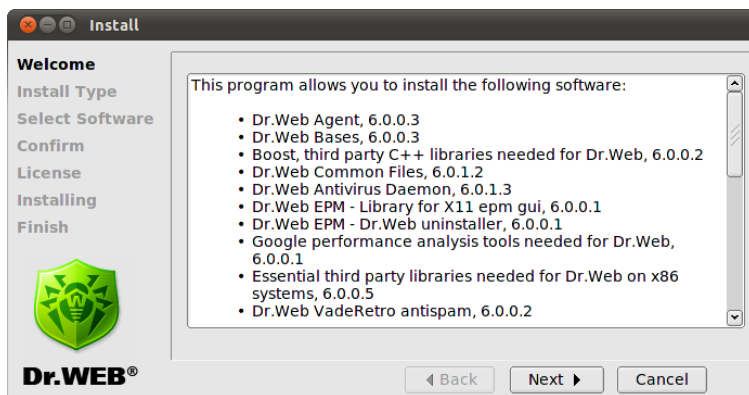 Install
Welcome
Install Type
Select Software
Confirm
License
Installing
Finish
Dr.WEB®
This program allows you to install the following software:
• Dr.Web Agent, 6.0.0.3
• Dr.Web Bases, 6.0.0.3
• Boost, third party C++ libraries needed for Dr.Web, 6.0.0.2
• Dr.Web Common Files, 6.0.1.2
• Dr.Web Antivirus Daemon, 6.0.1.3
• Dr.Web EPM - Library for X11 epm gui, 6.0.0.1
• Dr.Web EPM - Dr.Web uninstaller, 6.0.0.1
• Google performance analysis tools needed for Dr.Web,
6.0.0.1
• Essential third party libraries needed for Dr.Web on x86
systems, 6.0.0.5
• Dr.Web VadeRetro antispam, 6.0.0.2
Back
Next
Cancel